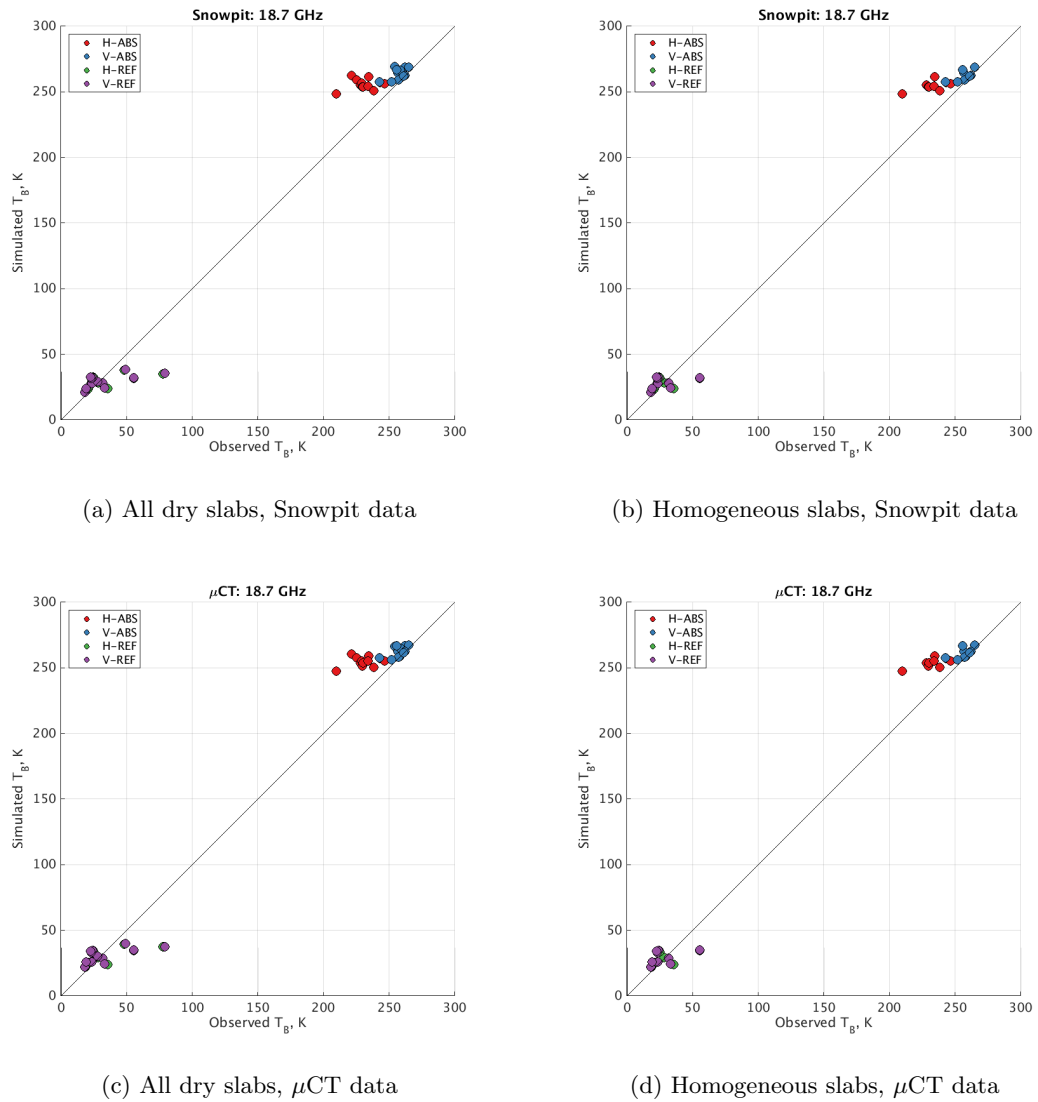 Snowpit: 18.7 GHz
300
250
200
150
100
50
0
Simulated T_B, K
H-ABS
V-ABS
H-REF
V-REF
0 50 100 150 200 250 300
Observed T_B, K
(a) All dry slabs, Snowpit data
Snowpit: 18.7 GHz
300
250
200
150
100
50
0
Simulated T_B, K
H-ABS
V-ABS
H-REF
V-REF
0 50 100 150 200 250 300
Observed T_B, K
(b) Homogeneous slabs, Snowpit data
μCT: 18.7 GHz
300
250
200
150
100
50
0
Simulated T_B, K
H-ABS
V-ABS
H-REF
V-REF
0 50 100 150 200 250 300
Observed T_B, K
(c) All dry slabs, μCT data
μCT: 18.7 GHz
300
250
200
150
100
50
0
Simulated T_B, K
H-ABS
V-ABS
H-REF
V-REF
0 50 100 150 200 250 300
Observed T_B, K
(d) Homogeneous slabs, μCT data